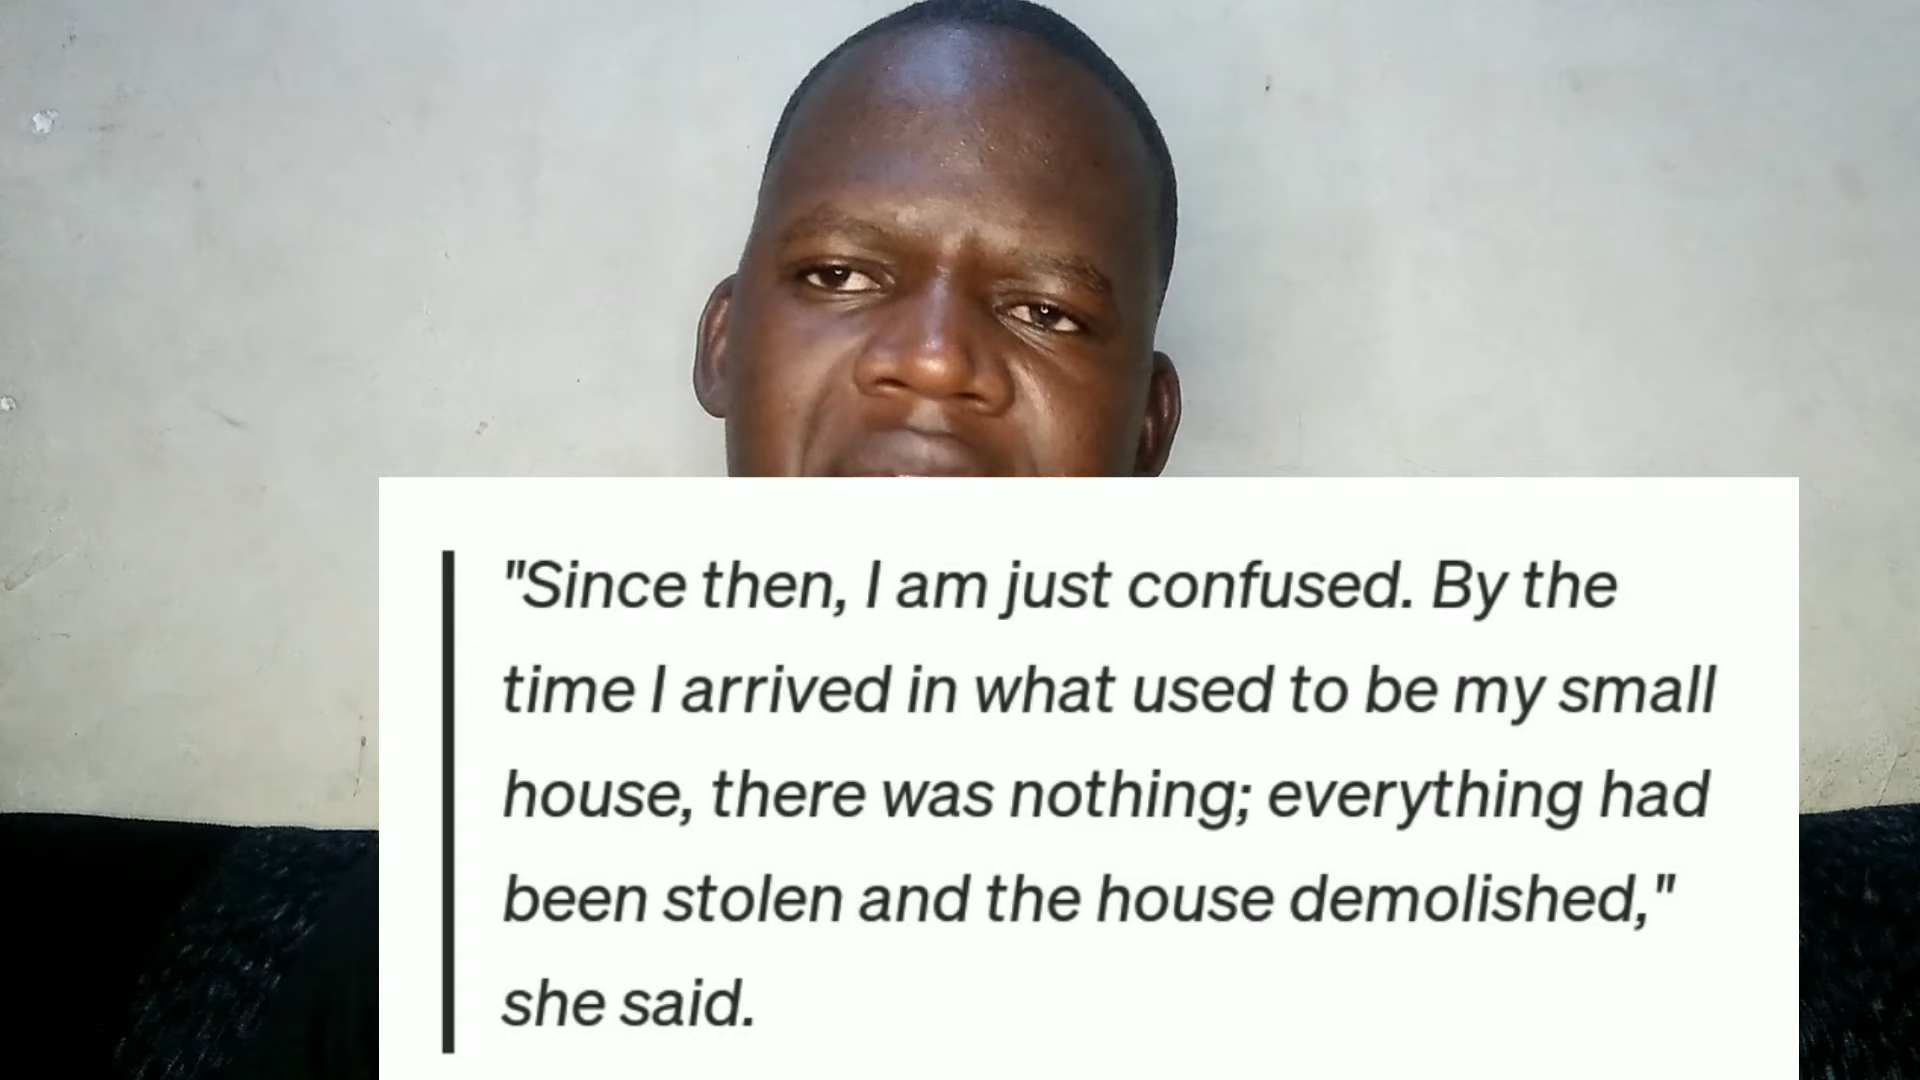 "Since then, I am just confused. By the
time I arrived in what used to be my small
house, there was nothing; everything had
been stolen and the house demolished,"
she said.